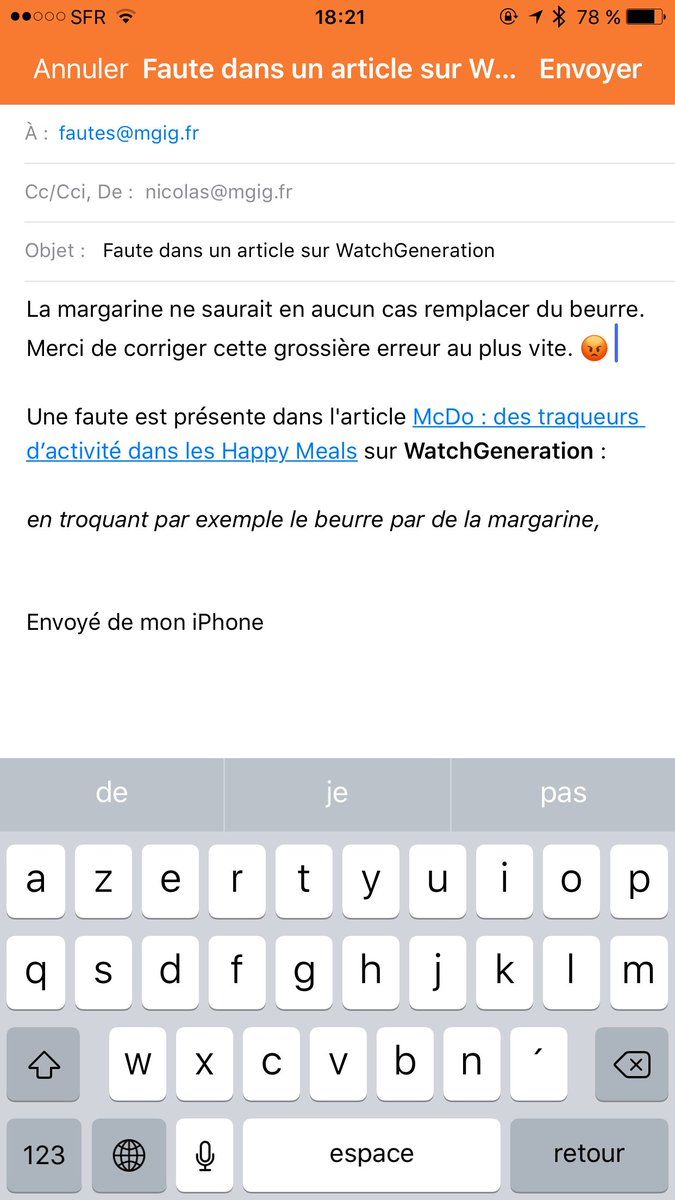 SFR 18:21 78 %
Annuler Faute dans un article sur W... Envoyer
À : fautes@mgig.fr
Cc/Cci, De : nicolas@mgig.fr
Objet : Faute dans un article sur WatchGeneration
La margarine ne saurait en aucun cas remplacer du beurre.
Merci de corriger cette grossière erreur au plus vite. 😡
Une faute est présente dans l'article McDo : des traqueurs
d’activité dans les Happy Meals sur WatchGeneration :
en troquant par exemple le beurre par de la margarine,
Envoyé de mon iPhone
de je pas
a z e r t y u i o p
q s d f g h j k l m
w x c v b n ´
123 espace retour